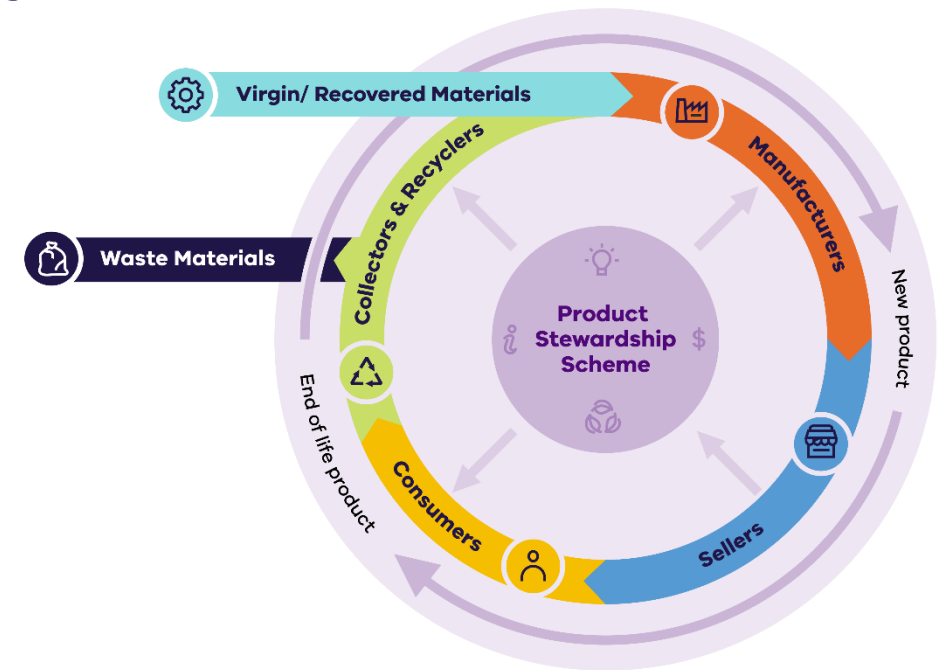 Virgin/ Recovered Materials
Manufacturers
Collectors & Recyclers
Waste Materials
New product
Product
Stewardship
Scheme
$
End of life product
Consumers
Sellers